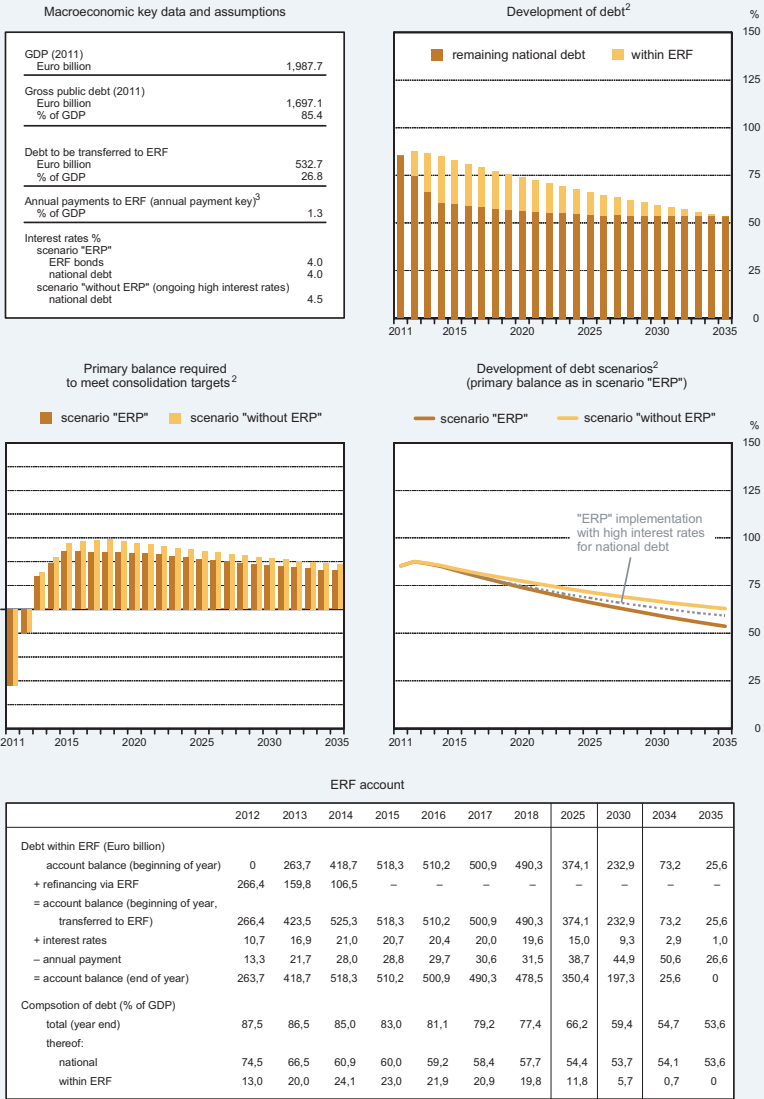 Macroeconomic key data and assumptions
GDP (2011)
Euro billion 1,987.7
Gross public debt (2011)
Euro billion 1,697.1
% of GDP 85.4
Debt to be transferred to ERF
Euro billion 532.7
% of GDP 26.8
Annual payments to ERF (annual payment key)3
% of GDP 1.3
Interest rates %
scenario "ERP"
ERF bonds 4.0
national debt 4.0
scenario "without ERP" (ongoing high interest rates)
national debt 4.5
Development of debt2
%
150
remaining national debt within ERF
125
100
75
50
25
0
2011 2015 2020 2025 2030 2035
Primary balance required
to meet consolidation targets2
scenario "ERP" scenario "without ERP"
2011 2015 2020 2025 2030 2035
Development of debt scenarios2
(primary balance as in scenario "ERP")
scenario "ERP" scenario "without ERP"
%
150
125
"ERP" implementation
with high interest rates
for national debt
100
75
50
25
0
2011 2015 2020 2025 2030 2035
ERF account
2012 2013 2014 2015 2016 2017 2018 2025 2030 2034 2035
Debt within ERF (Euro billion)
account balance (beginning of year) 0 263,7 418,7 518,3 510,2 500,9 490,3 374,1 232,9 73,2 25,6
+ refinancing via ERF 266,4 159,8 106,5 – – – – – – – –
= account balance (beginning of year,
transferred to ERF) 266,4 423,5 525,3 518,3 510,2 500,9 490,3 374,1 232,9 73,2 25,6
+ interest rates 10,7 16,9 21,0 20,7 20,4 20,0 19,6 15,0 9,3 2,9 1,0
– annual payment 13,3 21,7 28,0 28,8 29,7 30,6 31,5 38,7 44,9 50,6 26,6
= account balance (end of year) 263,7 418,7 518,3 510,2 500,9 490,3 478,5 350,4 197,3 25,6 0
Compsotion of debt (% of GDP)
total (year end) 87,5 86,5 85,0 83,0 81,1 79,2 77,4 66,2 59,4 54,7 53,6
thereof:
national 74,5 66,5 60,9 60,0 59,2 58,4 57,7 54,4 53,7 54,1 53,6
within ERF 13,0 20,0 24,1 23,0 21,9 20,9 19,8 11,8 5,7 0,7 0